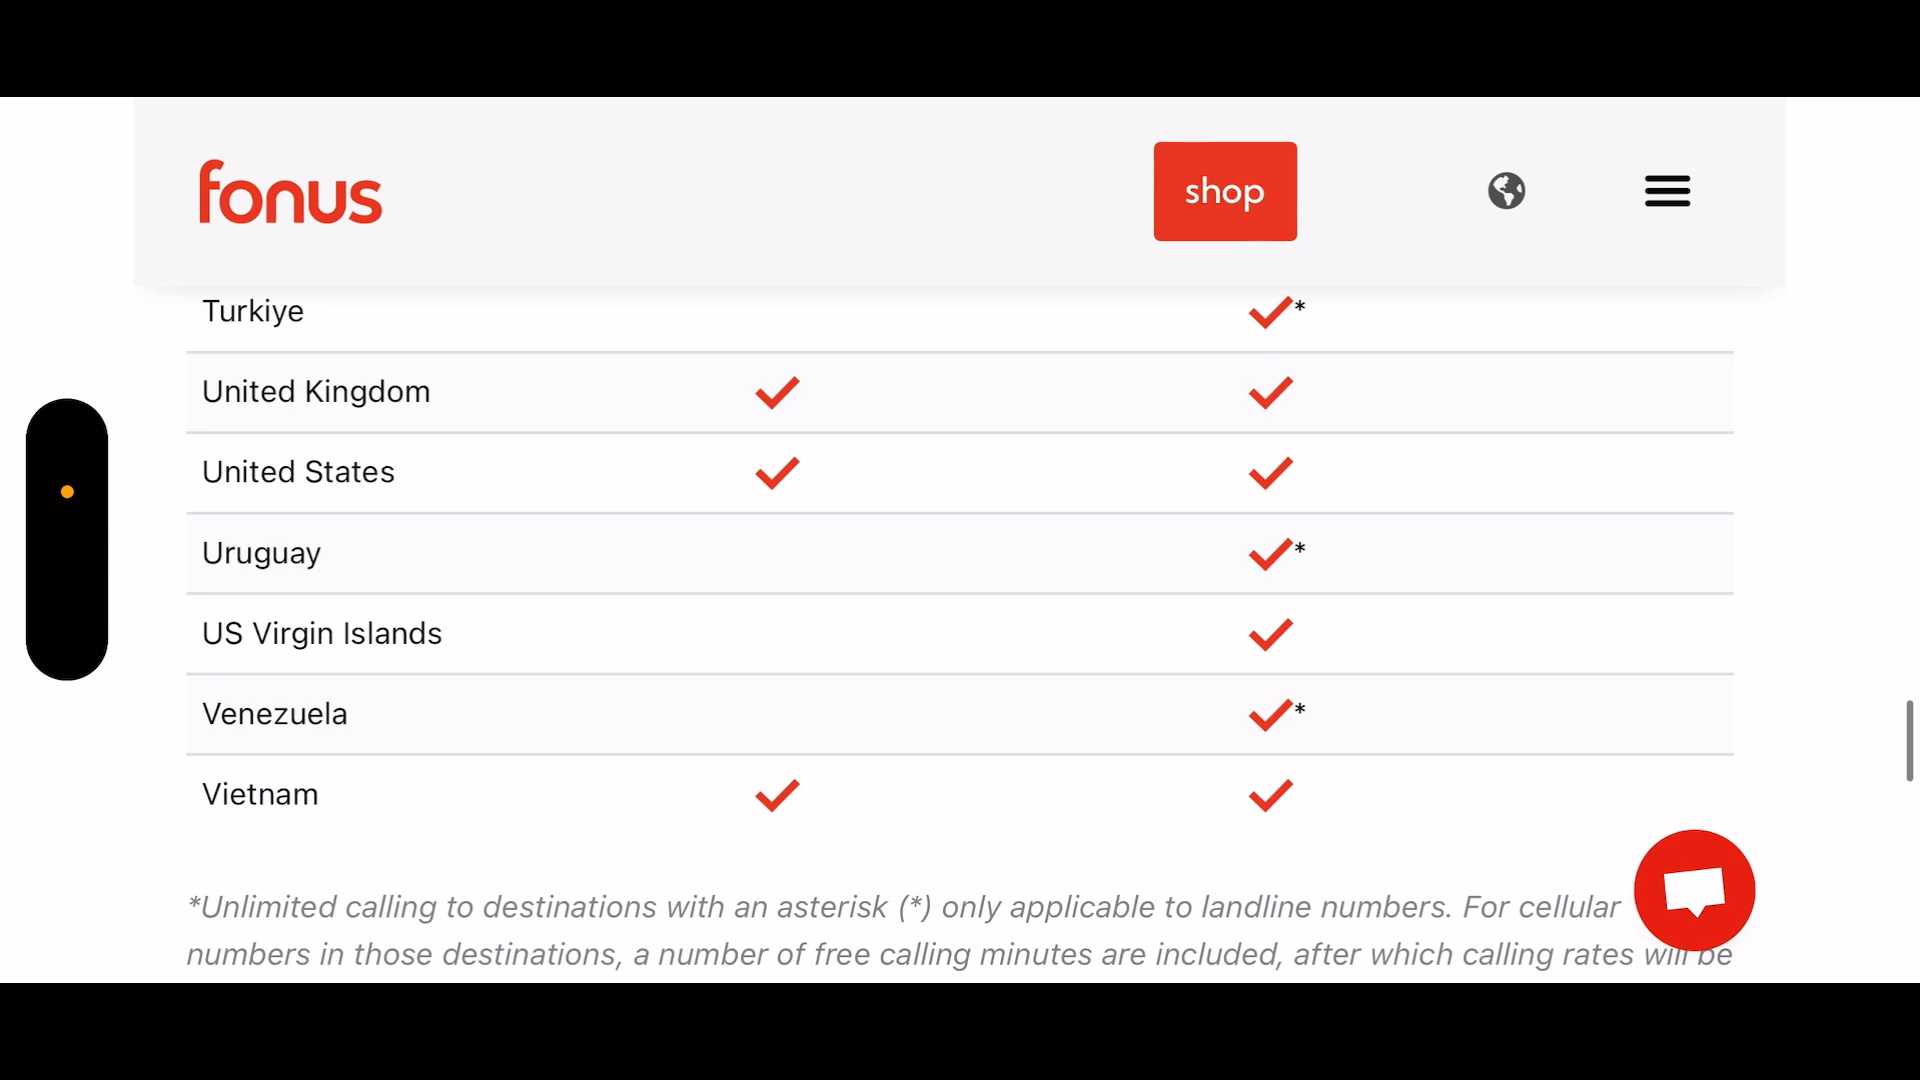 fonus
shop
Turkiye *
United Kingdom
United States
Uruguay *
US Virgin Islands
Venezuela *
Vietnam
*Unlimited calling to destinations with an asterisk (*) only applicable to landline numbers. For cellular
numbers in those destinations, a number of free calling minutes are included, after which calling rates will be